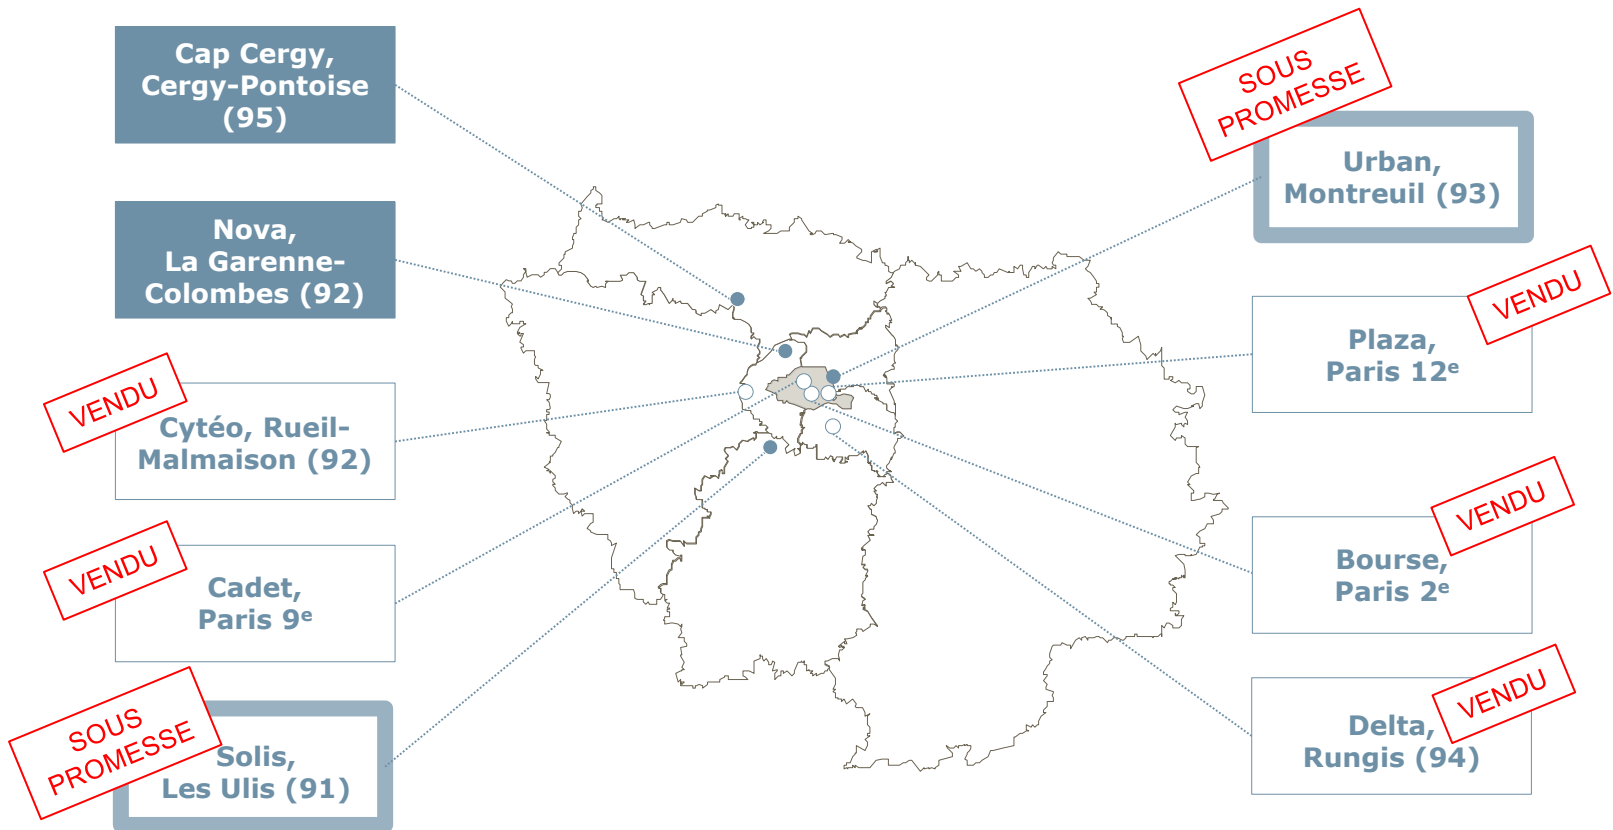 Cap Cergy,
Cergy-Pontoise
(95)
Nova,
La Garenne-
Colombes (92)
VENDU
Cytéo, Rueil-
Malmaison (92)
VENDU
Cadet,
Paris 9ᵉ
SOUS
PROMESSE
Solis,
Les Ulis (91)
SOUS
PROMESSE
Urban,
Montreuil (93)
VENDU
Plaza,
Paris 12ᵉ
VENDU
Bourse,
Paris 2ᵉ
VENDU
Delta,
Rungis (94)